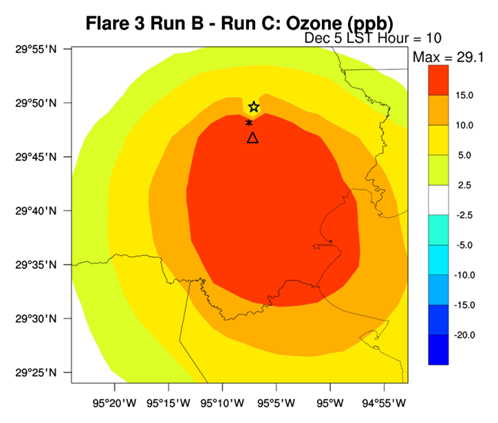 Flare 3 Run B - Run C: Ozone (ppb)
Dec 5 LST Hour = 10
Max = 29.1
29°55'N
29°50'N
29°45'N
29°40'N
29°35'N
29°30'N
29°25'N
95°20'W 95°15'W 95°10'W 95°5'W 95°W 94°55'W
15.0
10.0
5.0
2.5
-2.5
-5.0
-10.0
-15.0
-20.0